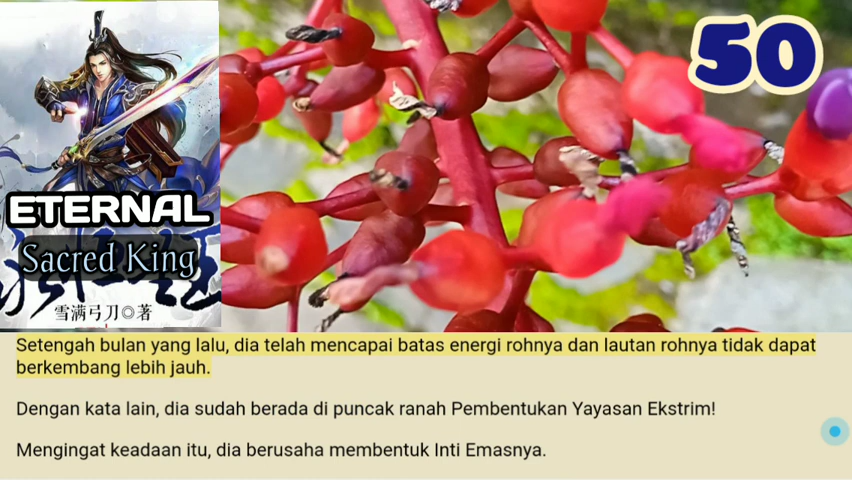 50
ETERNAL
Sacred King
雪满弓刀◎著
Setengah bulan yang lalu, dia telah mencapai batas energi rohnya dan lautan rohnya tidak dapat
berkembang lebih jauh.
Dengan kata lain, dia sudah berada di puncak ranah Pembentukan Yayasan Ekstrim!
Mengingat keadaan itu, dia berusaha membentuk Inti Emasnya.